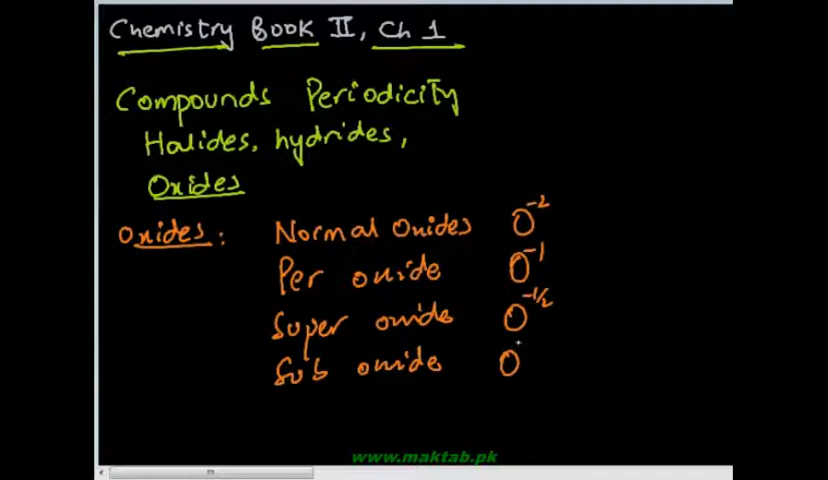 Chemistry Book II, Ch 1
Compounds Periodicity
Halides, hydrides,
Oxides
Oxides: Normal Oxides O⁻²
Per oxide O⁻¹
Super oxide O⁻¹/²
Sub oxide O
www.maktab.pk